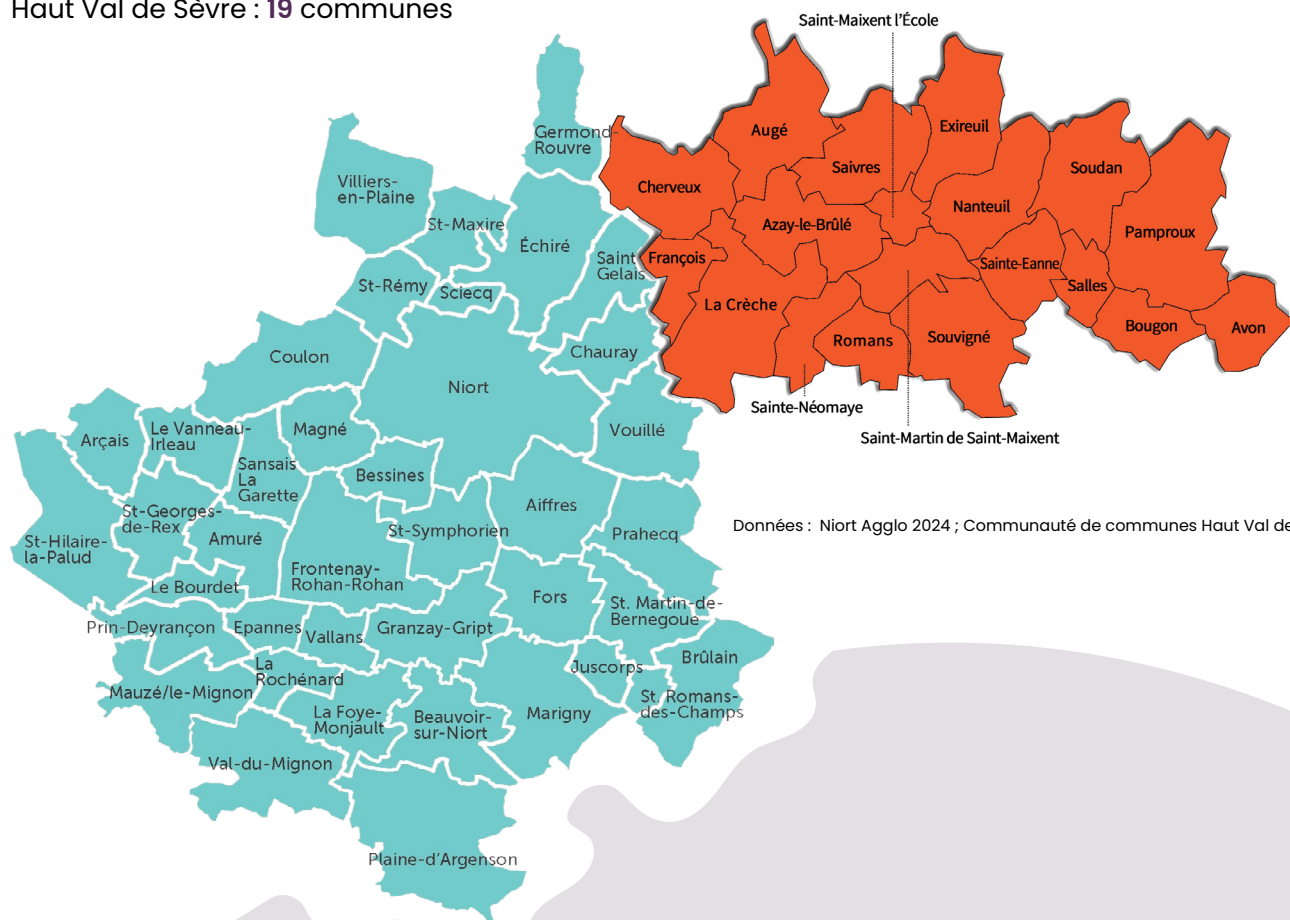 Haut Val de Sèvre : 19 communes
Saint-Maixent l'École
Augé
Exireuil
Saivres
Soudan
Cherveux
Nanteuil
Azay-le-Brûlé
Pamproux
François
Sainte-Eanne
Salles
La Crèche
Bougon
Avon
Romans
Souvigné
Sainte-Néomaye
Saint-Martin de Saint-Maixent
Germond-
Rouvre
Villiers-
en-Plaine
St-Maxire
Échiré
Saint
Gelais
St-Rémy
Sciecq
Coulon
Chauray
Niort
Arçais
Le Vanneau-
Irleau
Magné
Vouillé
Sansais
La
Garette
Bessines
Aiffres
St-Georges-
de-Rex
Amuré
St-Symphorien
Prahecq
St-Hilaire-
la-Palud
Frontenay-
Rohan-Rohan
Le Bourdet
Fors
St. Martin-de-
Bernegoue
Prin-Deyrançon
Epannes
Vallans
Granzay-Gript
La
Rochénard
Juscorps
Brûlain
Mauzé/le-Mignon
La Foye-
Monjault
Beauvoir-
sur-Niort
Marigny
St Romans-
des-Champs
Val-du-Mignon
Plaine-d'Argenson
Données : Niort Agglo 2024 ; Communauté de communes Haut Val de